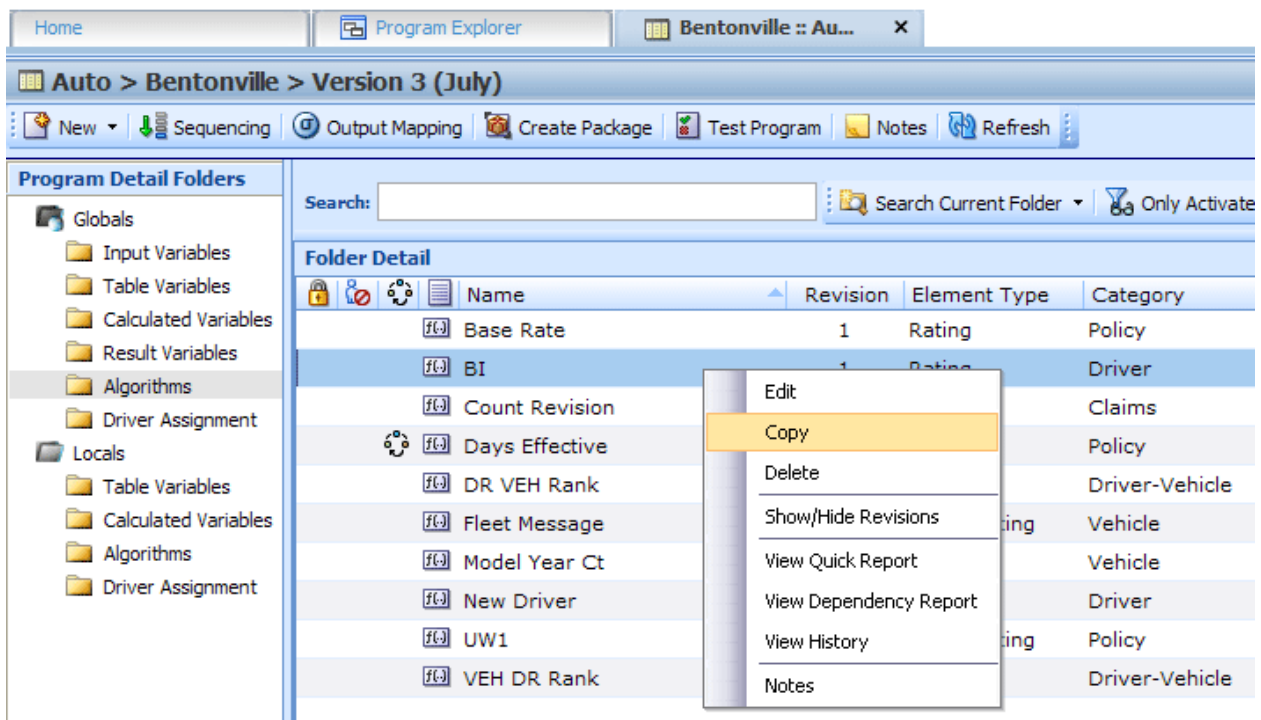 Home Program Explorer Bentonville :: Au... ×
Auto > Bentonville > Version 3 (July)
New Sequencing Output Mapping Create Package Test Program Notes Refresh
Program Detail Folders
Globals
Input Variables
Table Variables
Calculated Variables
Result Variables
Algorithms
Driver Assignment
Locals
Table Variables
Calculated Variables
Algorithms
Driver Assignment
Search: Search Current Folder Only Activate
Folder Detail
Name Revision Element Type Category
f(.) Base Rate 1 Rating Policy
f(.) BI 1 Rating Driver
f(.) Count Revision Claims
f(.) Days Effective Policy
f(.) DR VEH Rank Driver-Vehicle
f(.) Fleet Message ting Vehicle
f(.) Model Year Ct Vehicle
f(.) New Driver Driver
f(.) UW1 ting Policy
f(.) VEH DR Rank Driver-Vehicle
Edit
Copy
Delete
Show/Hide Revisions
View Quick Report
View Dependency Report
View History
Notes